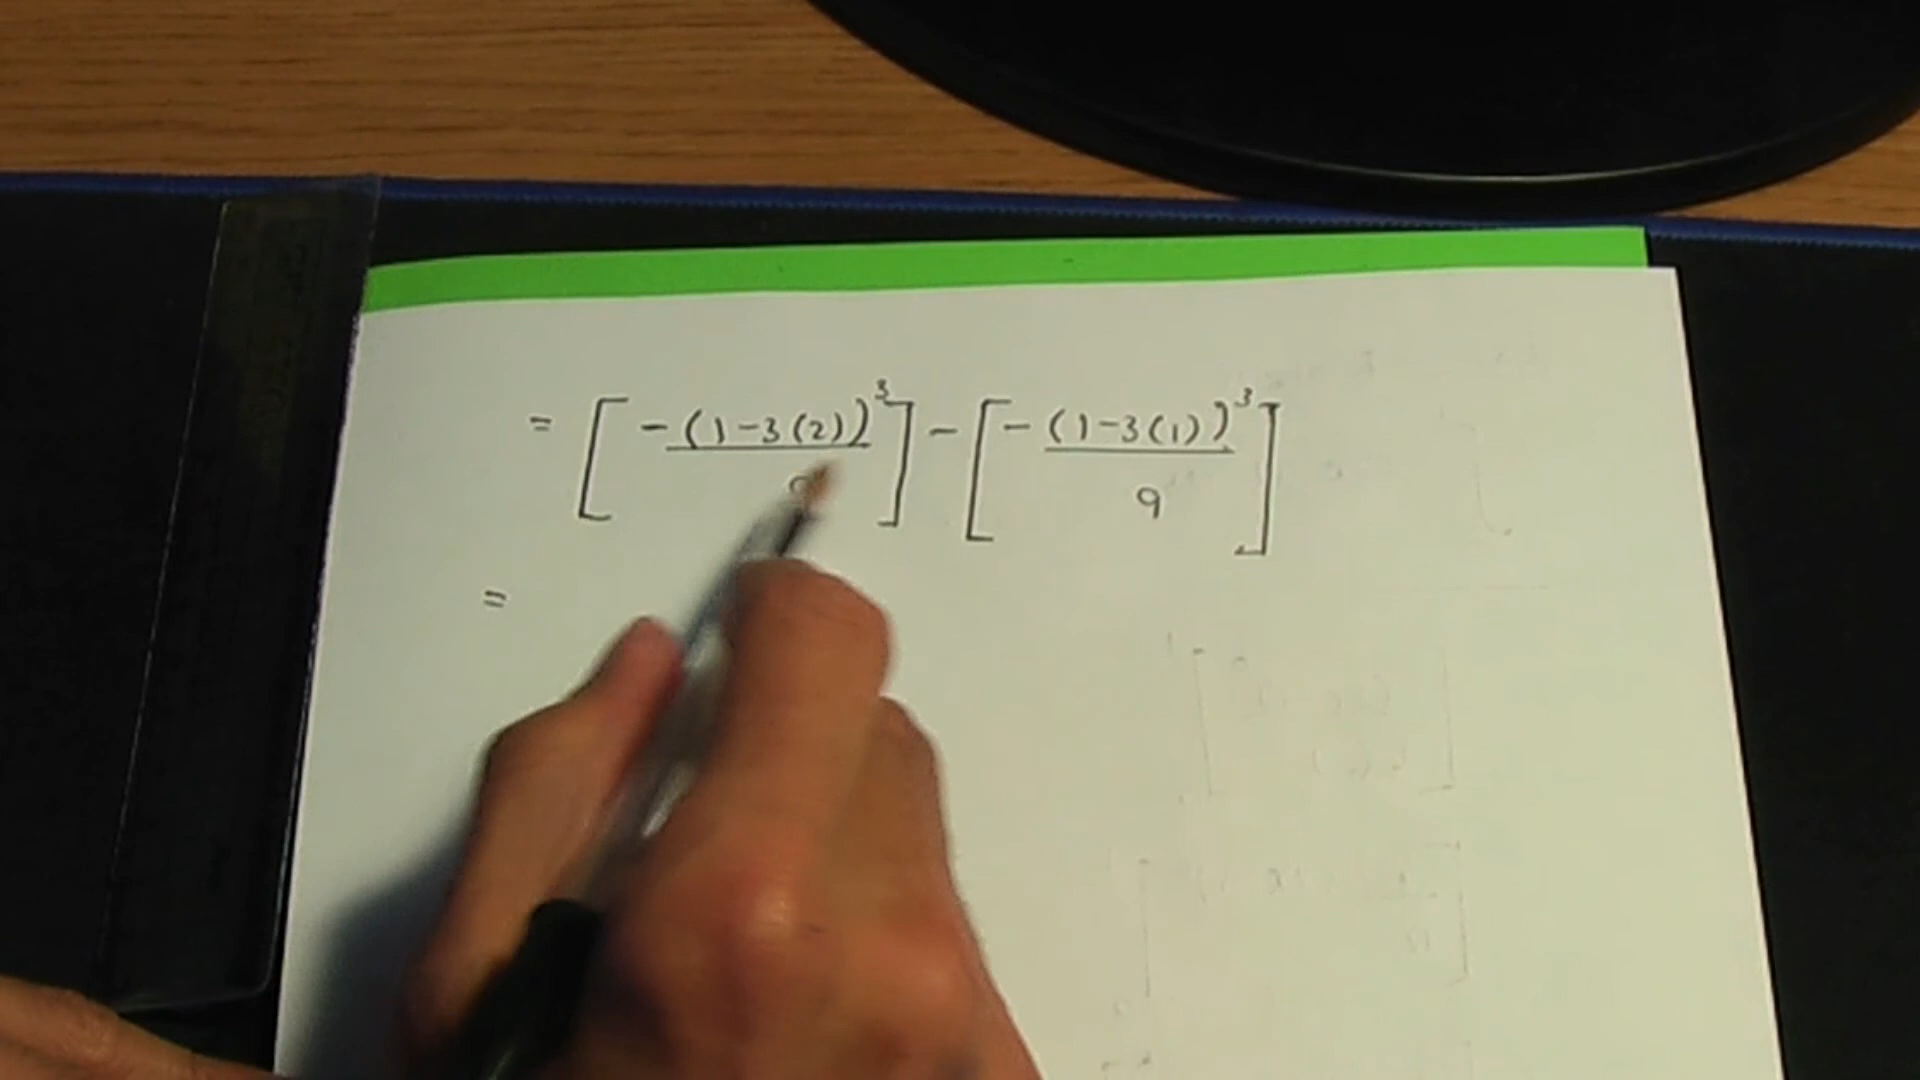 = [ -(1-3(2))³/9 ] - [ -(1-3(1))³/9 ]
=